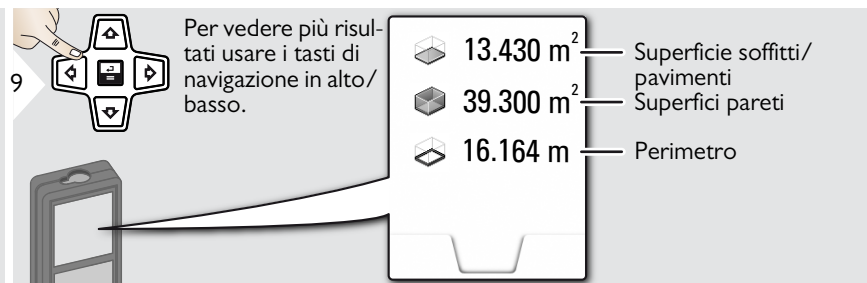 9
Per vedere più risul-
tati usare i tasti di
navigazione in alto/
basso.
13.430 m²
Superficie soffitti/
pavimenti
39.300 m²
Superfici pareti
16.164 m
Perimetro